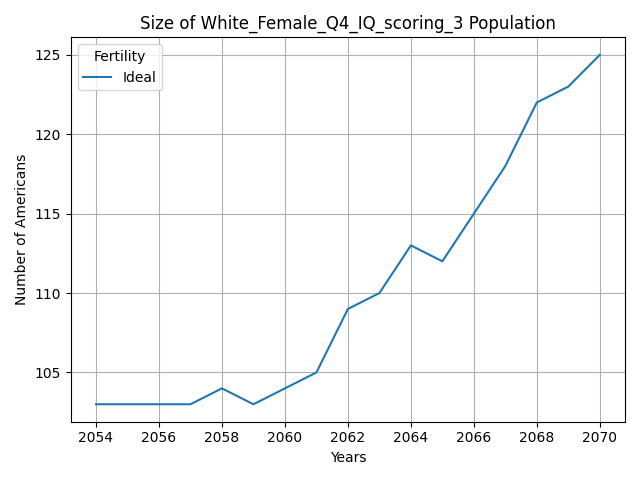 Size of White_Female_Q4_IQ_scoring_3 Population
Fertility
Ideal
Number of Americans
125
120
115
110
105
2054 2056 2058 2060 2062 2064 2066 2068 2070
Years